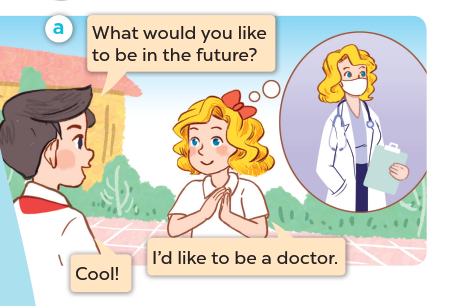 a
What would you like
to be in the future?
I'd like to be a doctor.
Cool!